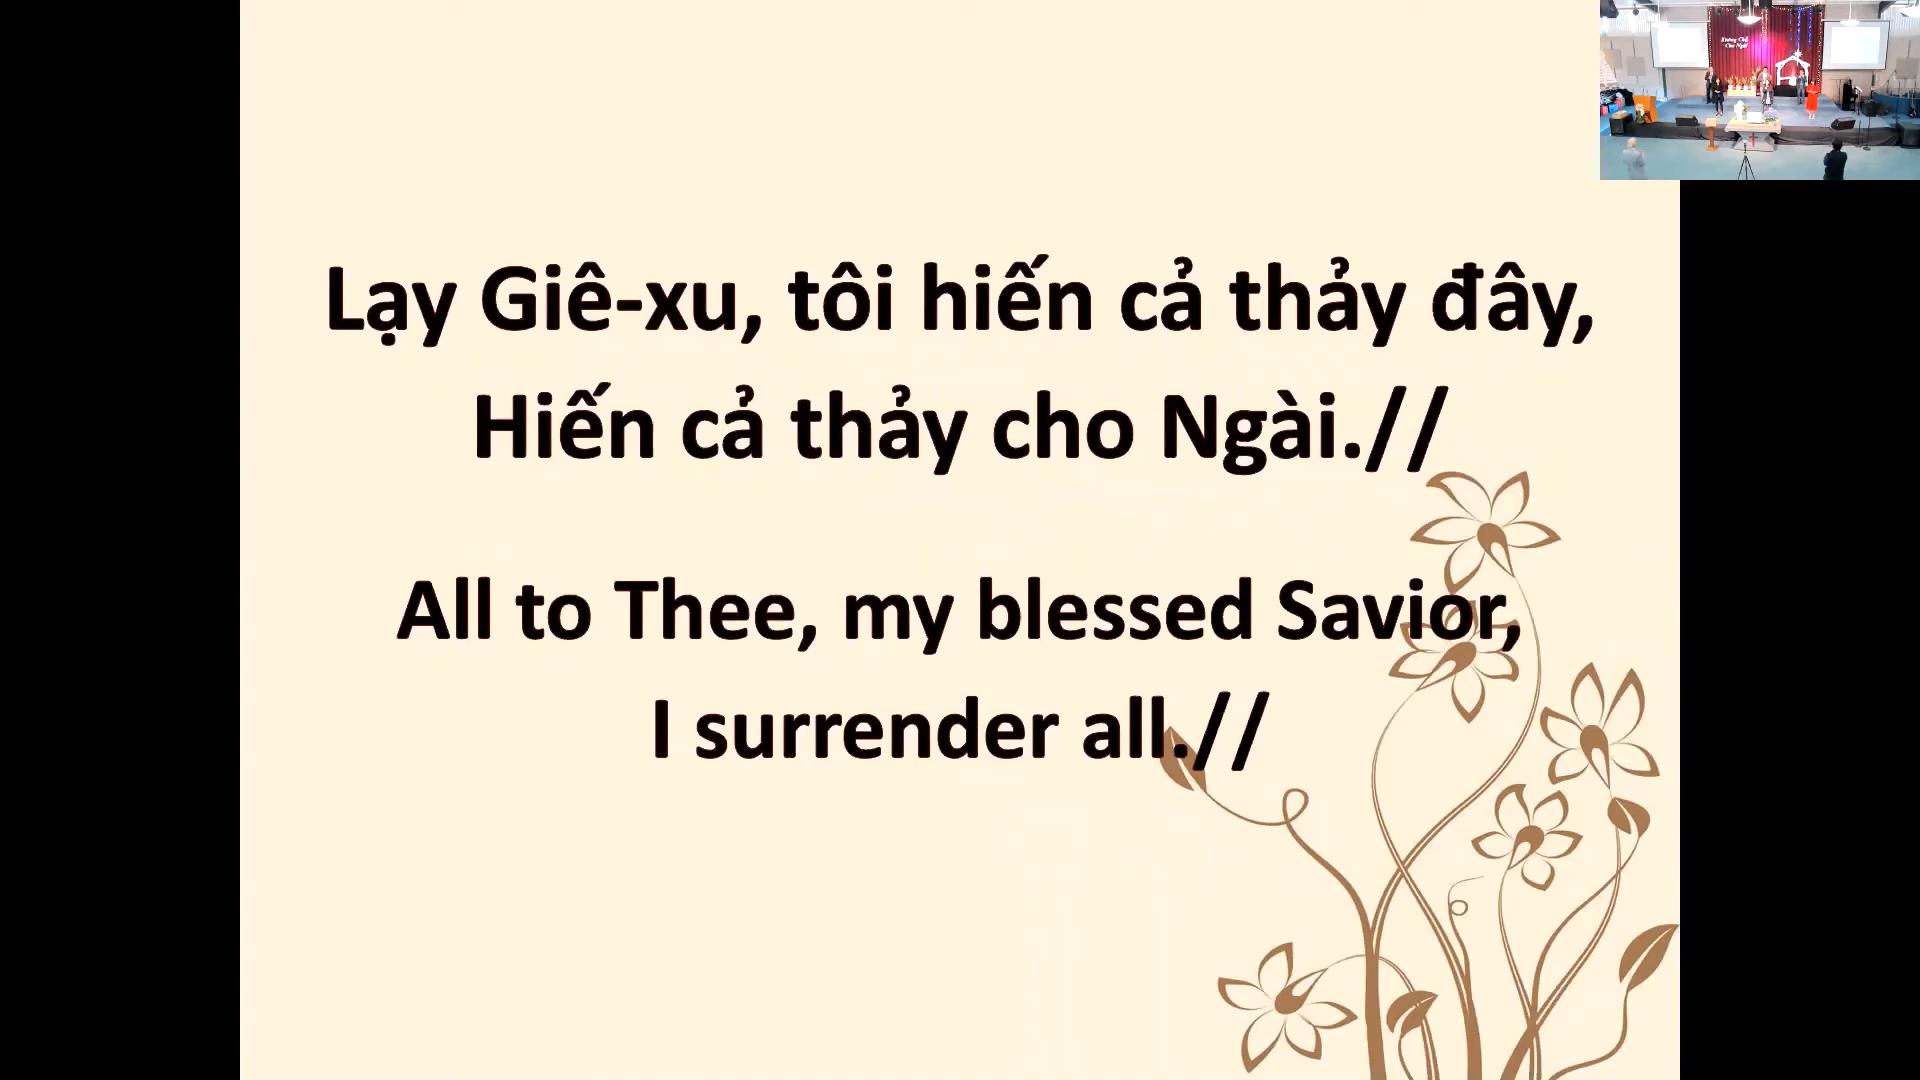 Lạy Giê-xu, tôi hiến cả thảy đây,
Hiến cả thảy cho Ngài.//
All to Thee, my blessed Savior,
I surrender all.//